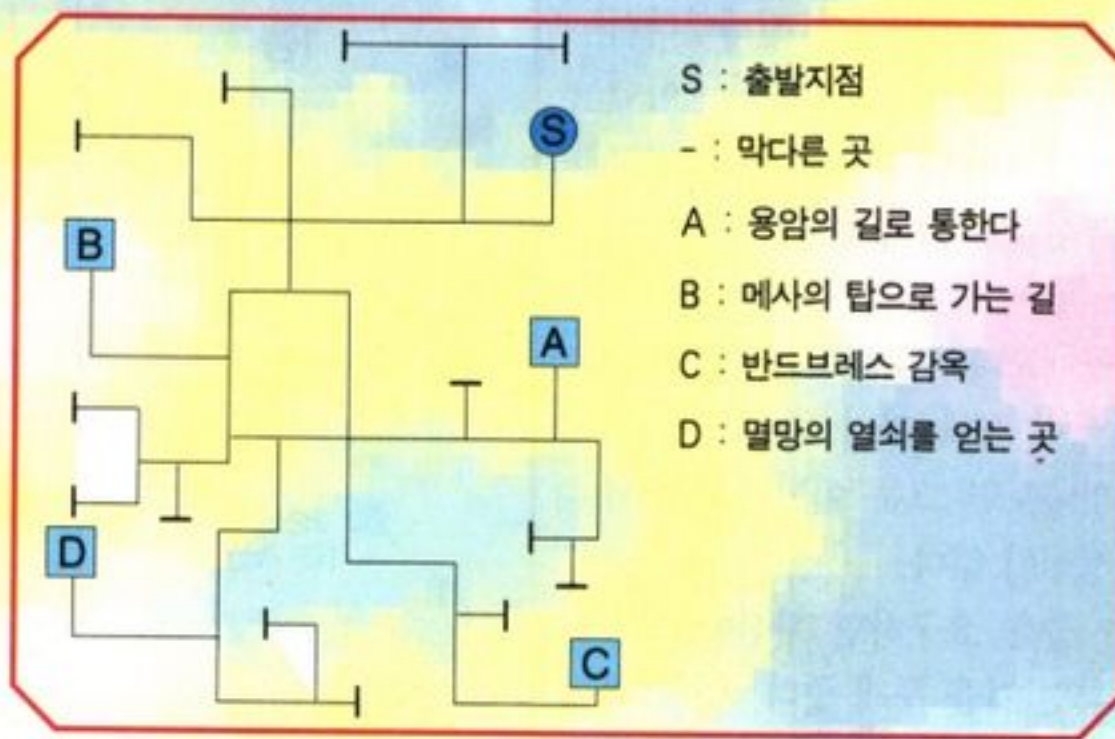 S
B
A
D
C
S : 출발지점
- : 막다른 곳
A : 용암의 길로 통한다
B : 메사의 탑으로 가는 길
C : 반드브레스 감옥
D : 멸망의 열쇠를 얻는 곳